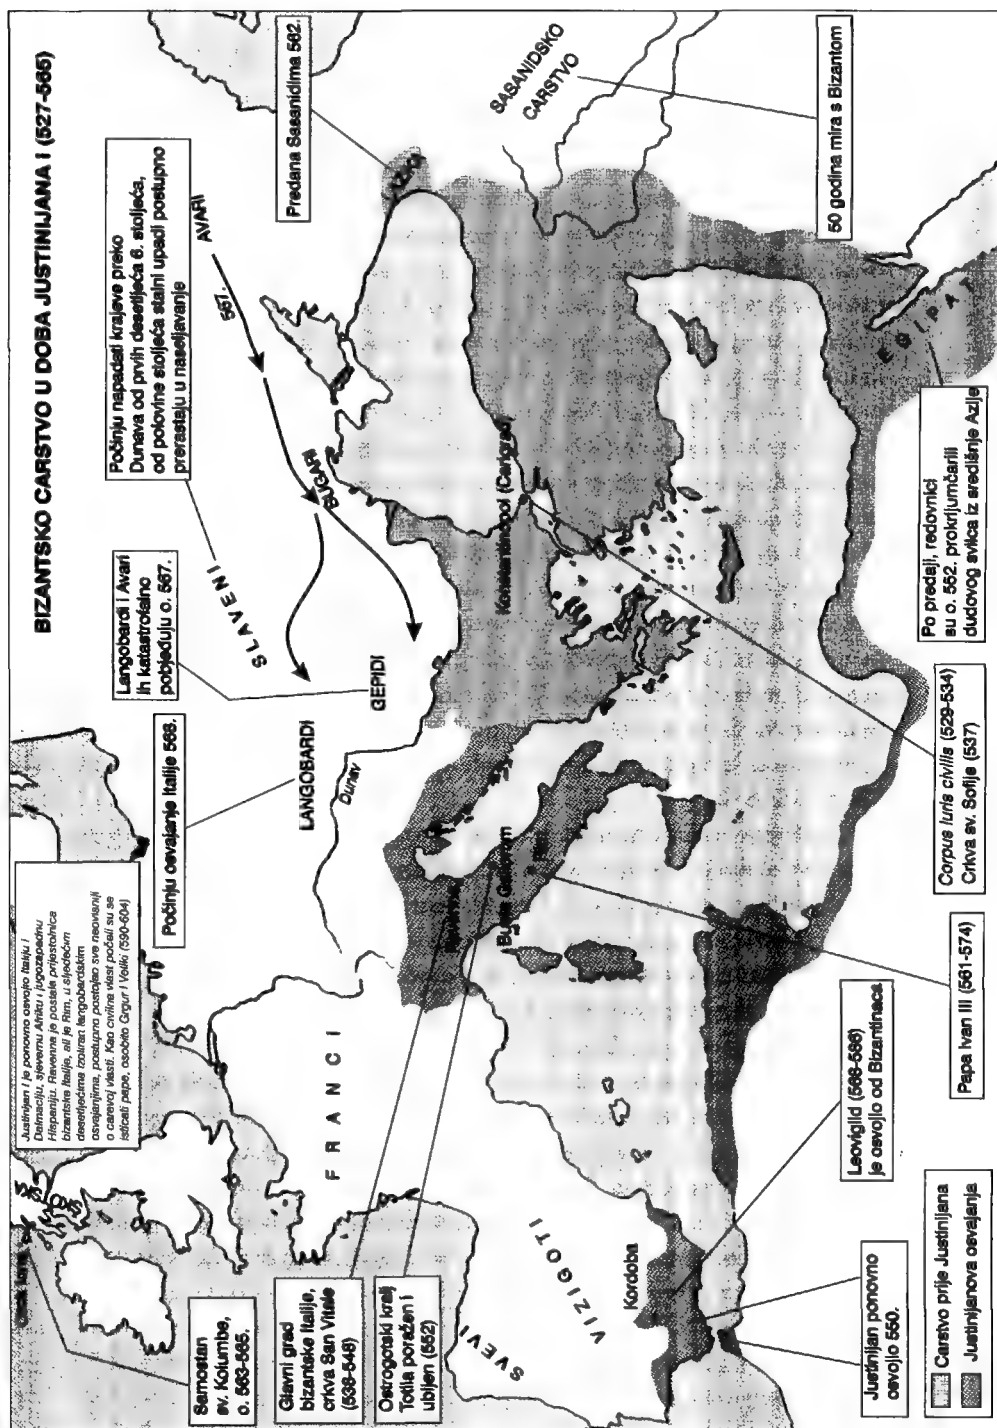 BIZANTSKO CARSTVO U DOBA JUSTINIJANA I (527-565)
Justinijan I je ponovno osvojio Italiju i
Dalmaciju, sjevernu Afriku i jugozapadnu
Hispaniju. Ravenna je postala prijestolnica
bizantske Italije, ali je Rim, u sljedećim
desetljećima izoliran langobardskim
osvajanjima, postupno postojao sve neovisniji
o carevoj vlasti. Kao civilne vlast počeli su se
isticati pape, osobito Grgur I Veliki (590-604)
Počinju osvajanje Italije 568.
Langobardi i Avari
ih katastrofalno
pobjeđuju o. 567.
Počinju napadati krajeve preko
Dunava od prvih desetljeća 6. stoljeća,
od polovine stoljeća stalni upadi postupno
prerastaju u naseljavanje
Predana Sasanidima 562.
SASANIDSKO
CARSTVO
50 godina mira s Bizantom
AVARI
567.
BUGARI
SLAVENI
GEPIDI
LANGOBARDI
Dunav
FRANCI
SVEVI
VIZIGOTI
Kordoba
Konstantinopol (Carigrad)
EGIPAT
Samostan
sv. Kolumbe,
o. 563-565.
Glavni grad
bizantske Italije,
crkva San Vitale
(538-548)
Ostrogotski kralj
Totila poražen i
ubijen (552)
Justinijan ponovno
osvojio 550.
Leovigild (568-586)
je osvojio od Bizantinaca
Papa Ivan III (561-574)
Corpus iuris civilis (529-534)
Crkva sv. Sofije (537)
Po predaji, redovnici
su o. 552. prokrijumčarili
dudovog svilca iz središnje Azije
Carstvo prije Justinijana
Justinijanova osvajanja